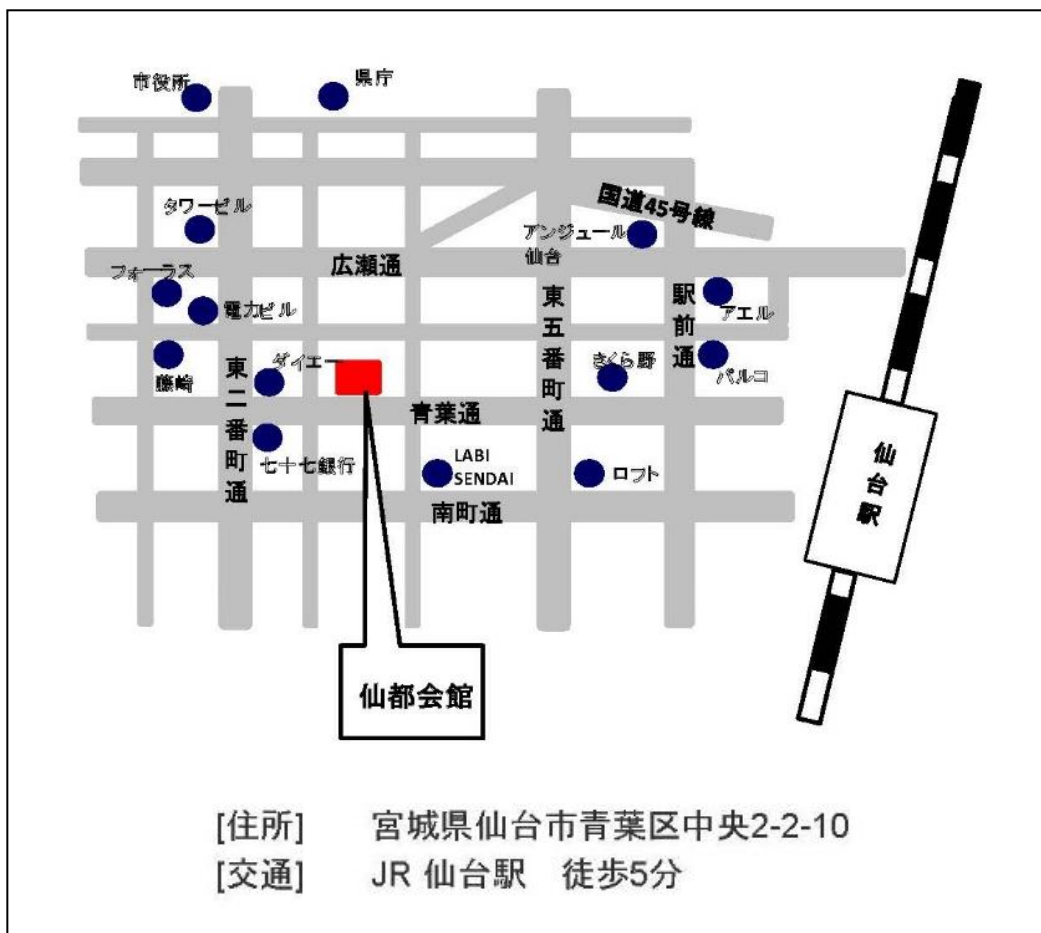 市役所
県庁
タワービル
国道45号線
アンジュール
仙台
広瀬通
フォーラス
電力ビル
東五番町通
駅前通
アエル
藤崎
東二番町通
ダイエー
さくら野
パルコ
青葉通
七十七銀行
LABI
SENDAI
ロフト
南町通
仙台駅
仙都会館
[住所] 宮城県仙台市青葉区中央2-2-10
[交通] JR 仙台駅 徒歩5分